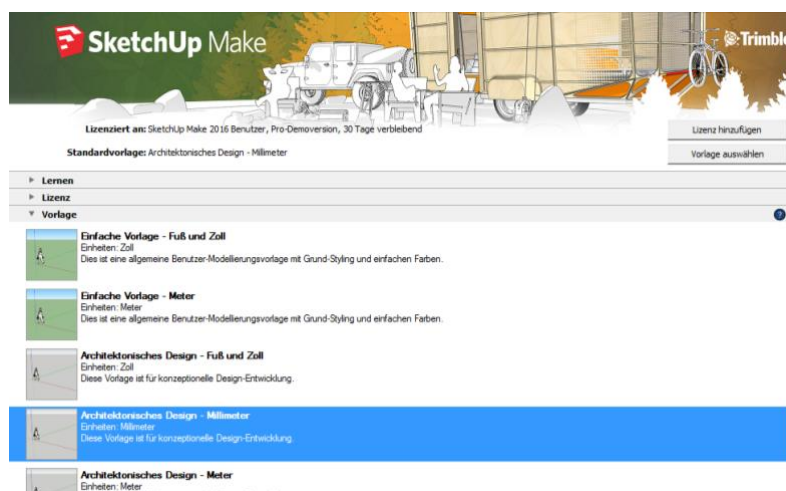 SketchUp Make
Trimble
Lizenziert an: SketchUp Make 2016 Benutzer, Pro-Demoversion, 30 Tage verbleibend
Lizenz hinzufügen
Standardvorlage: Architektonisches Design - Millimeter
Vorlage auswählen
Lernen
Lizenz
Vorlage
?
Einfache Vorlage - Fuß und Zoll
Einheiten: Zoll
Dies ist eine allgemeine Benutzer-Modellierungsvorlage mit Grund-Styling und einfachen Farben.
Einfache Vorlage - Meter
Einheiten: Meter
Dies ist eine allgemeine Benutzer-Modellierungsvorlage mit Grund-Styling und einfachen Farben.
Architektonisches Design - Fuß und Zoll
Einheiten: Zoll
Diese Vorlage ist für konzeptionelle Design-Entwicklung.
Architektonisches Design - Millimeter
Einheiten: Millimeter
Diese Vorlage ist für konzeptionelle Design-Entwicklung.
Architektonisches Design - Meter
Einheiten: Meter